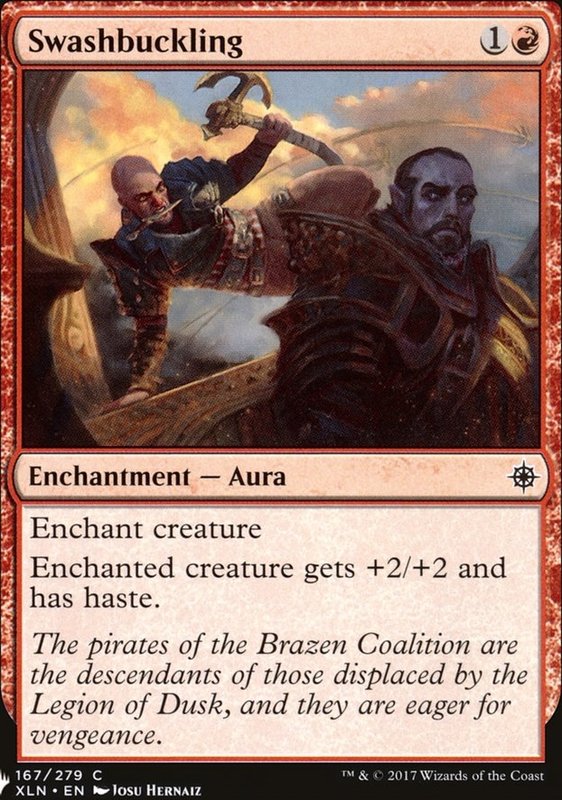 Swashbuckling 1
Enchantment — Aura
Enchant creature
Enchanted creature gets +2/+2 and
has haste.
The pirates of the Brazen Coalition are
the descendants of those displaced by the
Legion of Dusk, and they are eager for
vengeance.
167/279 C
XLN • EN Josu Hernaiz
™ & © 2017 Wizards of the Coast